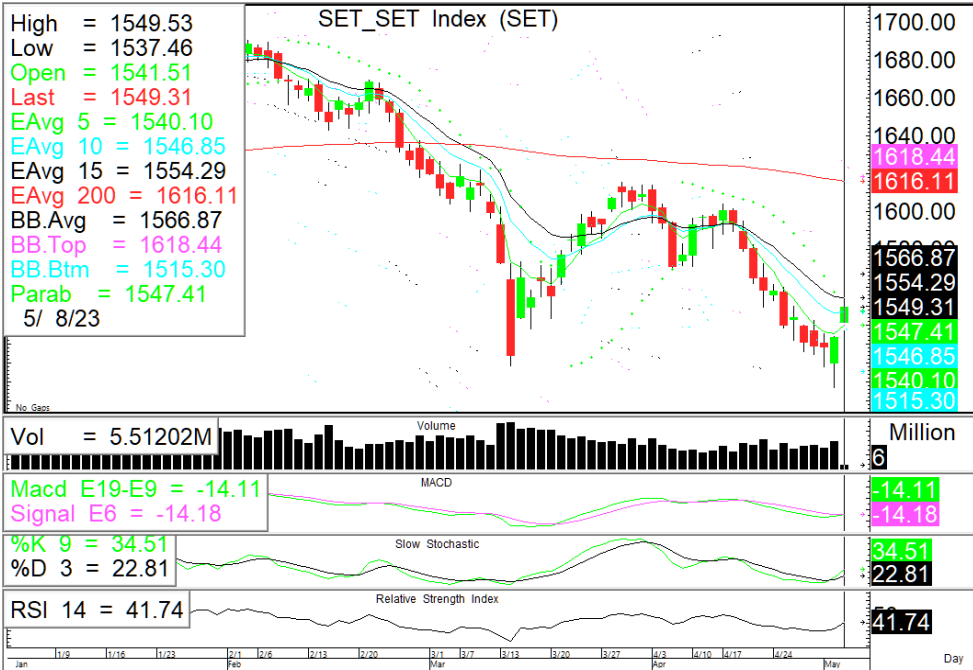 SET_SET Index (SET)
High = 1549.53
Low = 1537.46
Open = 1541.51
Last = 1549.31
EAvg 5 = 1540.10
EAvg 10 = 1546.85
EAvg 15 = 1554.29
EAvg 200 = 1616.11
BB.Avg = 1566.87
BB.Top = 1618.44
BB.Btm = 1515.30
Parab = 1547.41
5/ 8/23
No Gaps
1700.00
1680.00
1660.00
1640.00
1618.44
1616.11
1600.00
1566.87
1554.29
1549.31
1547.41
1546.85
1540.10
1515.30
Volume
Vol = 5.51202M
Million
6
MACD
Macd E19-E9 = -14.11
Signal E6 = -14.18
-14.11
-14.18
Slow Stochastic
%K 9 = 34.51
%D 3 = 22.81
34.51
22.81
Relative Strength Index
RSI 14 = 41.74
41.74
1/9 1/16 1/23 2/1 2/6 2/13 2/20 3/1 3/7 3/13 3/20 3/27 4/3 4/10 4/17 4/24
Jan Feb Mar Apr May
Day